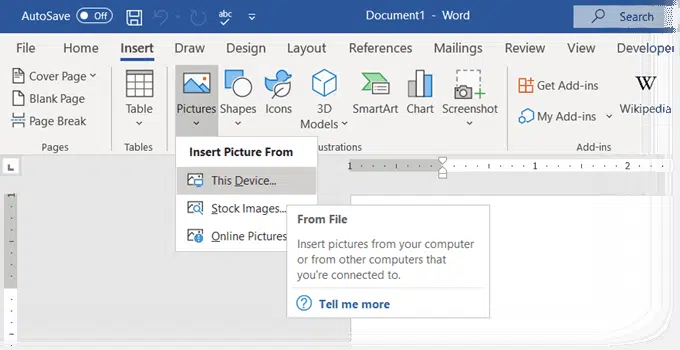 AutoSave Off abc Document1 - Word Search
File Home Insert Draw Design Layout References Mailings Review View Developer
Cover Page
Blank Page
Page Break
Pages
Table
Tables
Pictures
Shapes
Icons
3D
Models
SmartArt
Chart
Screenshot
Illustrations
Get Add-ins
My Add-ins
Add-ins
W
Wikipedia
Insert Picture From
This Device...
Stock Images...
Online Pictures
From File
Insert pictures from your computer
or from other computers that
you're connected to.
Tell me more
L
1 1 2
1